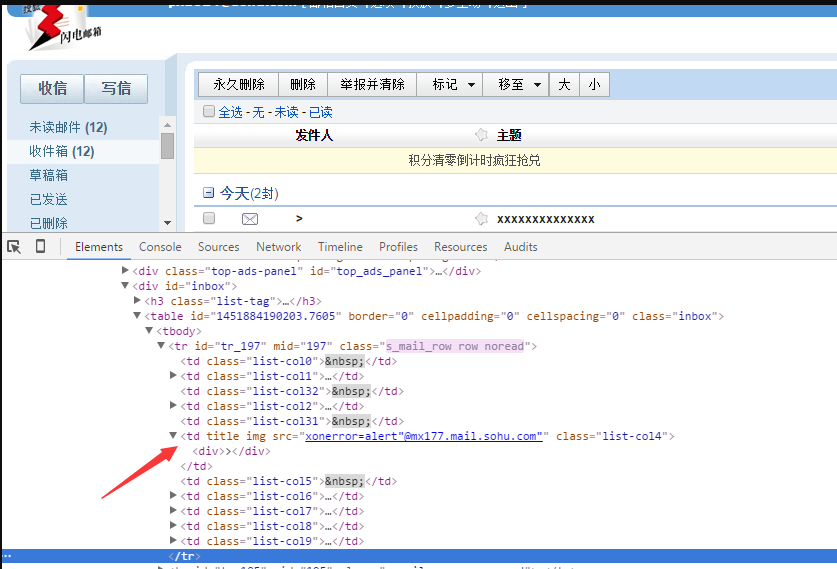 闪电邮箱
收信 写信
永久删除 删除 举报并清除 标记 移至 大 小
全选 - 无 - 未读 - 已读
未读邮件 (12)
发件人 主题
收件箱 (12)
积分清零倒计时疯狂抢兑
草稿箱
今天(2封)
已发送
已删除
> xxxxxxxxxxxxxx
Elements Console Sources Network Timeline Profiles Resources Audits
<div class="top-ads-panel" id="top_ads_panel">…</div>
<div id="inbox">
<h3 class="list-tag">…</h3>
<table id="1451884190203.7605" border="0" cellpadding="0" cellspacing="0" class="inbox">
<tbody>
<tr id="tr_197" mid="197" class="s_mail_row row noread">
<td class="list-col0">&nbsp;</td>
<td class="list-col1">…</td>
<td class="list-col32">&nbsp;</td>
<td class="list-col2">…</td>
<td class="list-col31">&nbsp;</td>
<td title img src="xonerror=alert"@mx177.mail.sohu.com"" class="list-col4">
<div>></div>
</td>
<td class="list-col5">&nbsp;</td>
<td class="list-col6">…</td>
<td class="list-col7">…</td>
<td class="list-col8">…</td>
<td class="list-col9">…</td>
</tr>